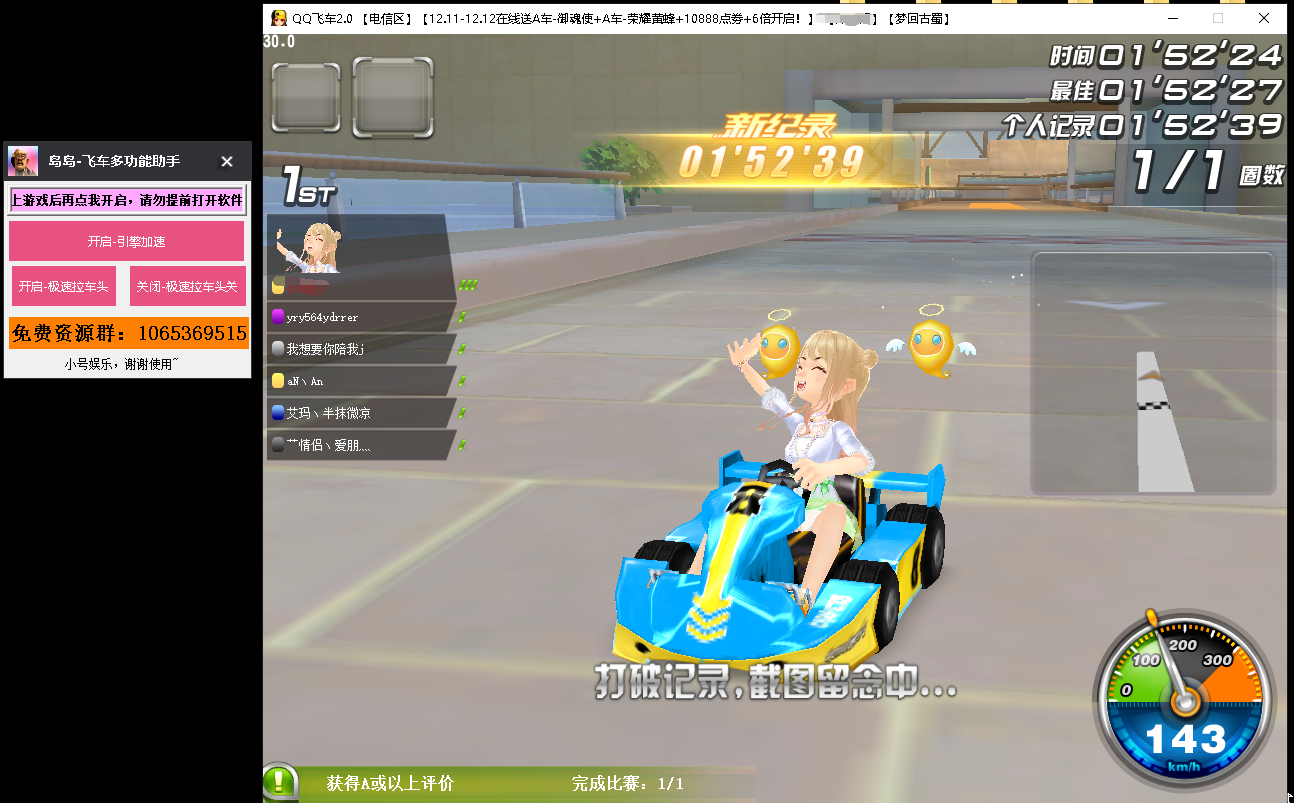 QQ飞车2.0 【电信区】【12.11-12.12在线送A车-御魂使+A车-荣耀黄蜂+10888点券+6倍开启!】
【梦回古蜀】
30.0
时间01'52'24
最佳01'52'27
个人记录01'52'39
1/1 圈数
新纪录
01'52'39
1ST
岛岛-飞车多功能助手
上游戏后再点我开启，请勿提前打开软件
开启-引擎加速
开启-极速拉车头
关闭-极速拉车头关
免费资源群：1065369515
小号娱乐，谢谢使用~
yry564ydrrer
我想要你陪我j
aN丶An
艾玛丶半抹微凉
艹情侣丶爱朋灬
打破记录,截图留念中...
0
100
200
300
143
km/h
获得A或以上评价
完成比赛：1/1